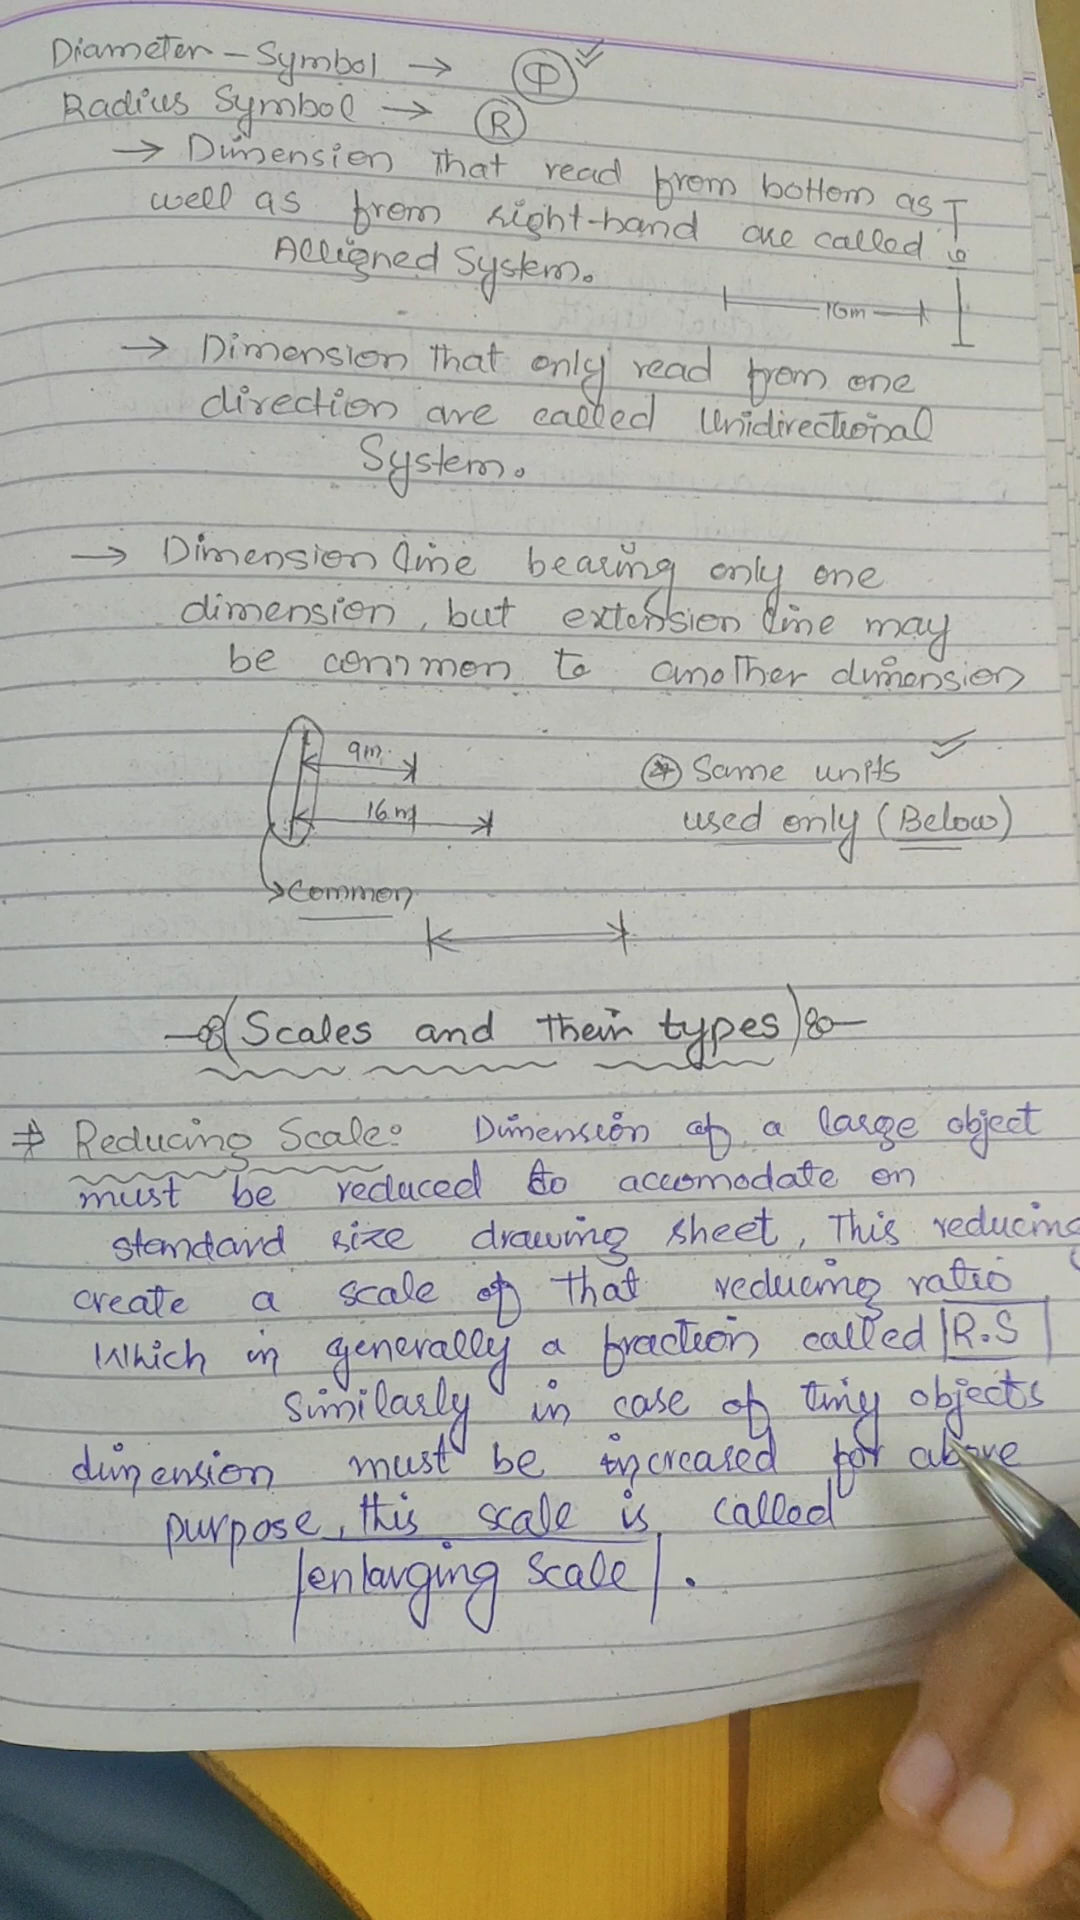 Diameter - Symbol → Φ
Radius Symbol → R
→ Dimension that read from bottom as
well as from right-hand are called
Alligned System.
16m
→ Dimension that only read from one
direction are called Unidirectional
System.
→ Dimension line bearing only one
dimension, but extension line may
be common to another dimension
9m
16m
Common
* Same units
used only (Below)
(Scales and their types)
⇒ Reducing Scale: Dimension of a large object
must be reduced to accomodate on
standard size drawing sheet, This reducing
create a scale of that reducing ratio
which in generally a fraction called R.S
Similarly in case of tiny objects
dimension must be increased for above
purpose, this scale is called
enlarging scale.